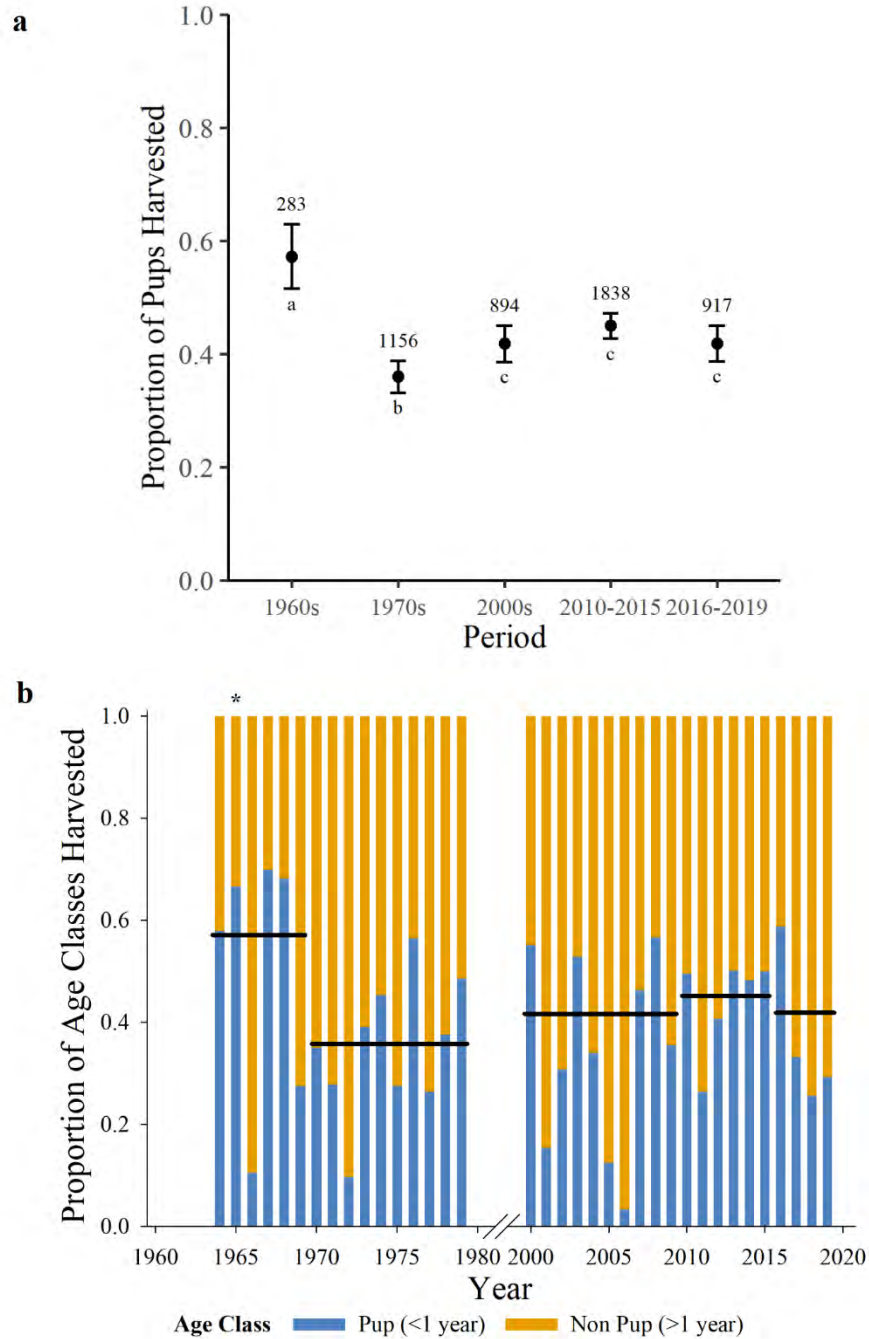 a
1.0
0.8
0.6
0.4
0.2
0.0
Proportion of Pups Harvested
283
a
1156
b
894
c
1838
c
917
c
1960s 1970s 2000s 2010-2015 2016-2019
Period
b
*
1.0
0.8
0.6
0.4
0.2
0.0
Proportion of Age Classes Harvested
1960 1965 1970 1975 1980 2000 2005 2010 2015 2020
Year
Age Class Pup (<1 year) Non Pup (>1 year)